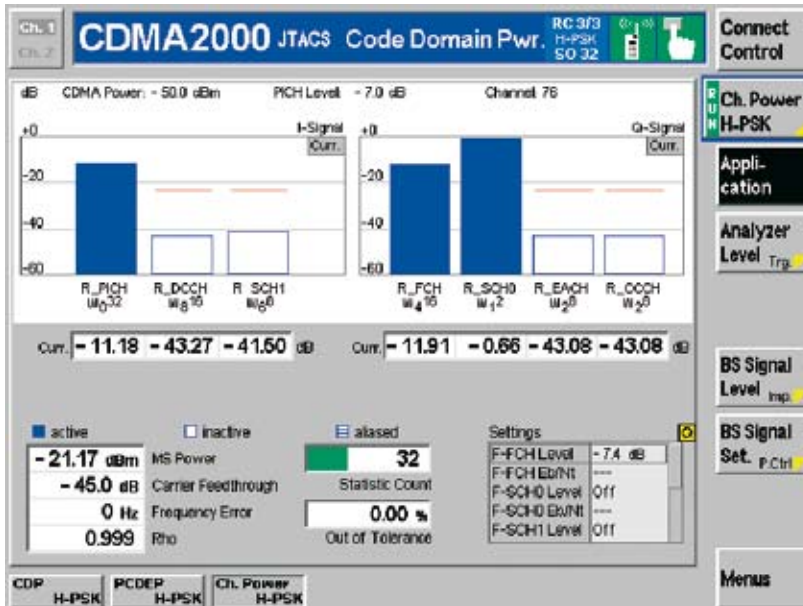 Ch. 1
Ch. 2
CDMA2000 JTACS Code Domain Pwr.
RC 3/3
H-PSK
SO 32
Connect
Control
dB CDMA Power: - 50.0 dBm PICH Level: - 7.0 dB Channel: 76
RUN
Ch. Power
H-PSK
+0 I-Signal
Curr.
-20
-40
-60
R_PICH R_DCCH R_SCH1
W0 32 W8 16 W6 8
+0 Q-Signal
Curr.
-20
-40
-60
R_FCH R_SCH0 R_EACH R_CCCH
W4 16 W1 2 W2 8 W2 8
Appli-
cation
Analyzer
Level Trg.
Curr. - 11.18 - 43.27 - 41.50 dB
Curr. - 11.91 - 0.66 - 43.08 - 43.08 dB
BS Signal
Level Imp.
active inactive aliased
- 21.17 dBm MS Power
- 45.0 dB Carrier Feedthrough
0 Hz Frequency Error
0.999 Rho
32
Statistic Count
0.00 %
Out of Tolerance
Settings
F-FCH Level - 7.4 dB
F-FCH Eb/Nt ---
F-SCH0 Level Off
F-SCH0 Eb/Nt ---
F-SCH1 Level Off
BS Signal
Set. P.Ctrl
CDP
H-PSK
PCDEP
H-PSK
Ch. Power
H-PSK
Menus